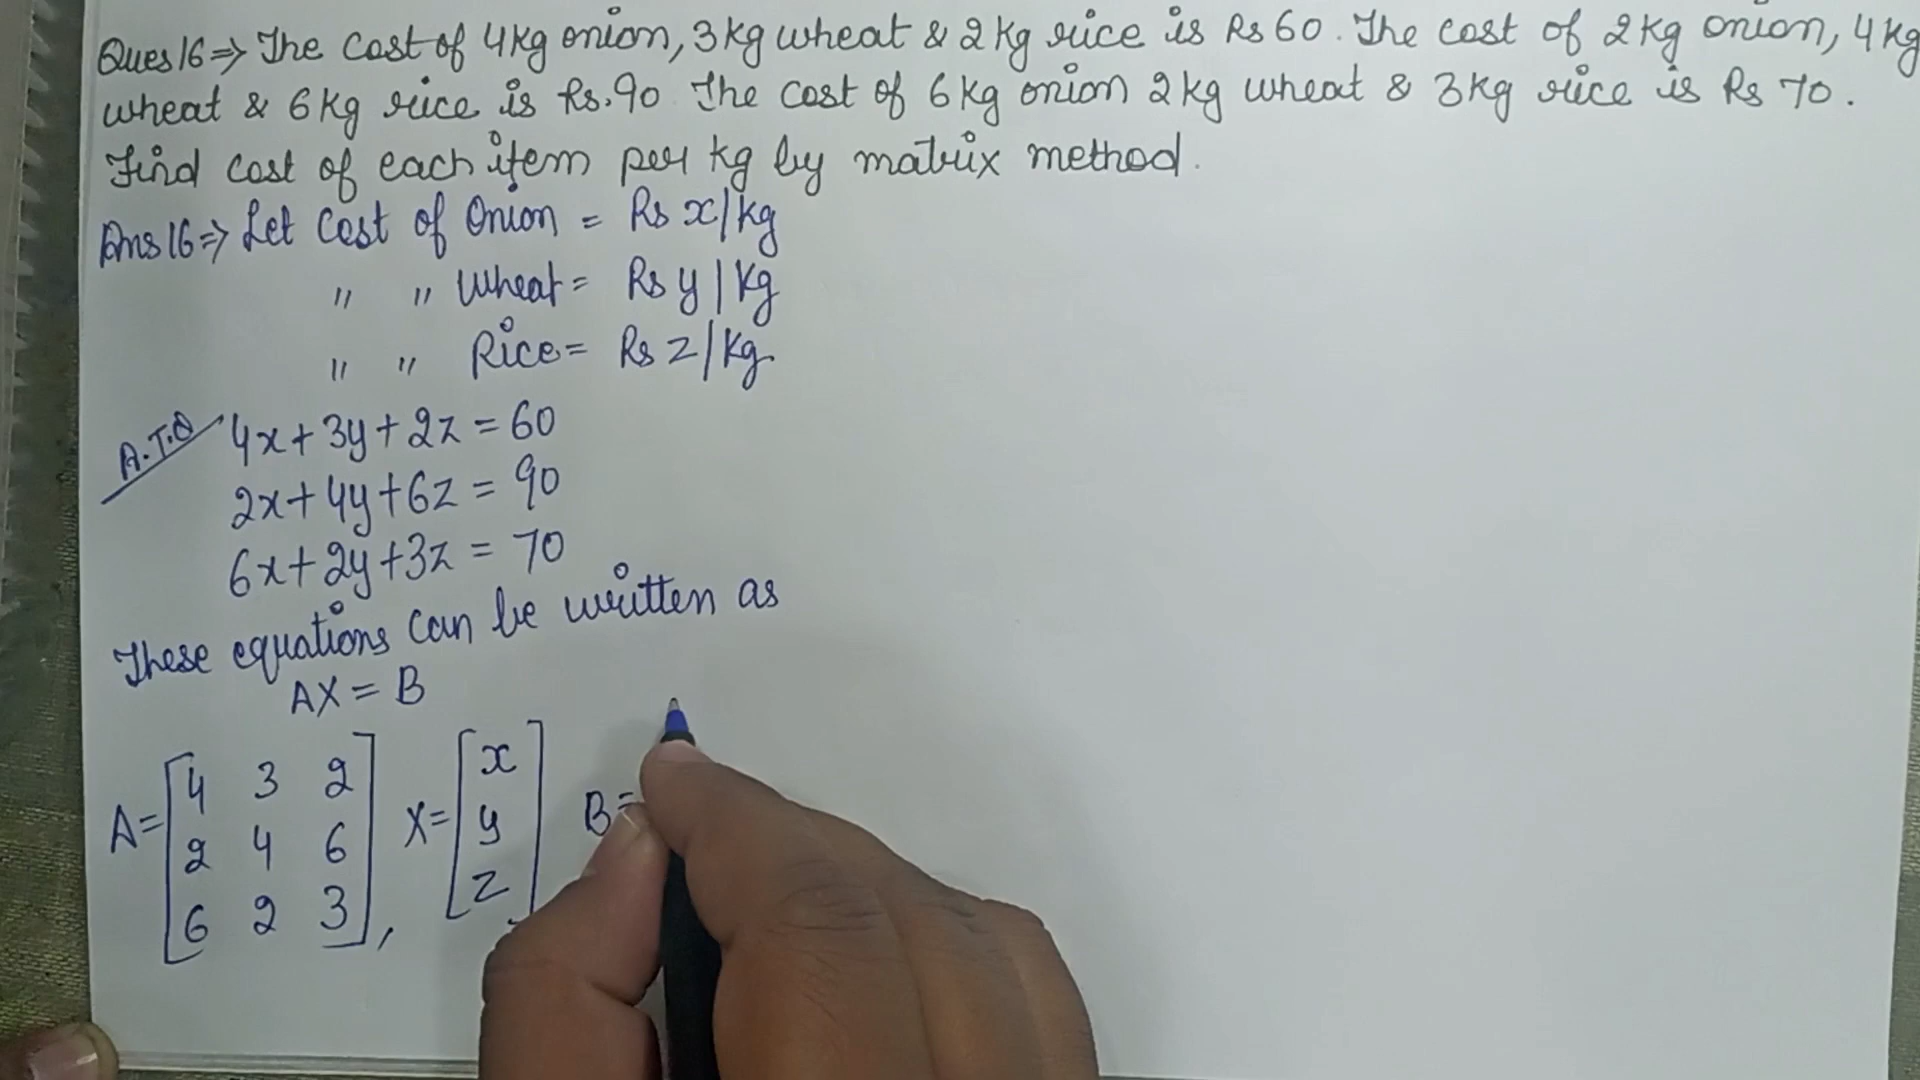 Ques 16⇒ The Cost of 4Kg onion, 3kg wheat & 2Kg rice is Rs 60. The cost of 2Kg onion, 4Kg
wheat & 6Kg rice is Rs.90 The cost of 6Kg onion 2Kg wheat & 3Kg rice is Rs 70.
Find cost of each item per kg by matrix method.
Ans 16⇒ Let Cost of Onion = Rs x/kg
" " Wheat = Rs y/kg
" " Rice = Rs z/kg
A.T.Q 4x+3y+2z = 60
2x+4y+6z = 90
6x+2y+3z = 70
These equations can be written as
AX = B
A= [4 3 2 X= [x B=
2 4 6] y
6 2 3], z]